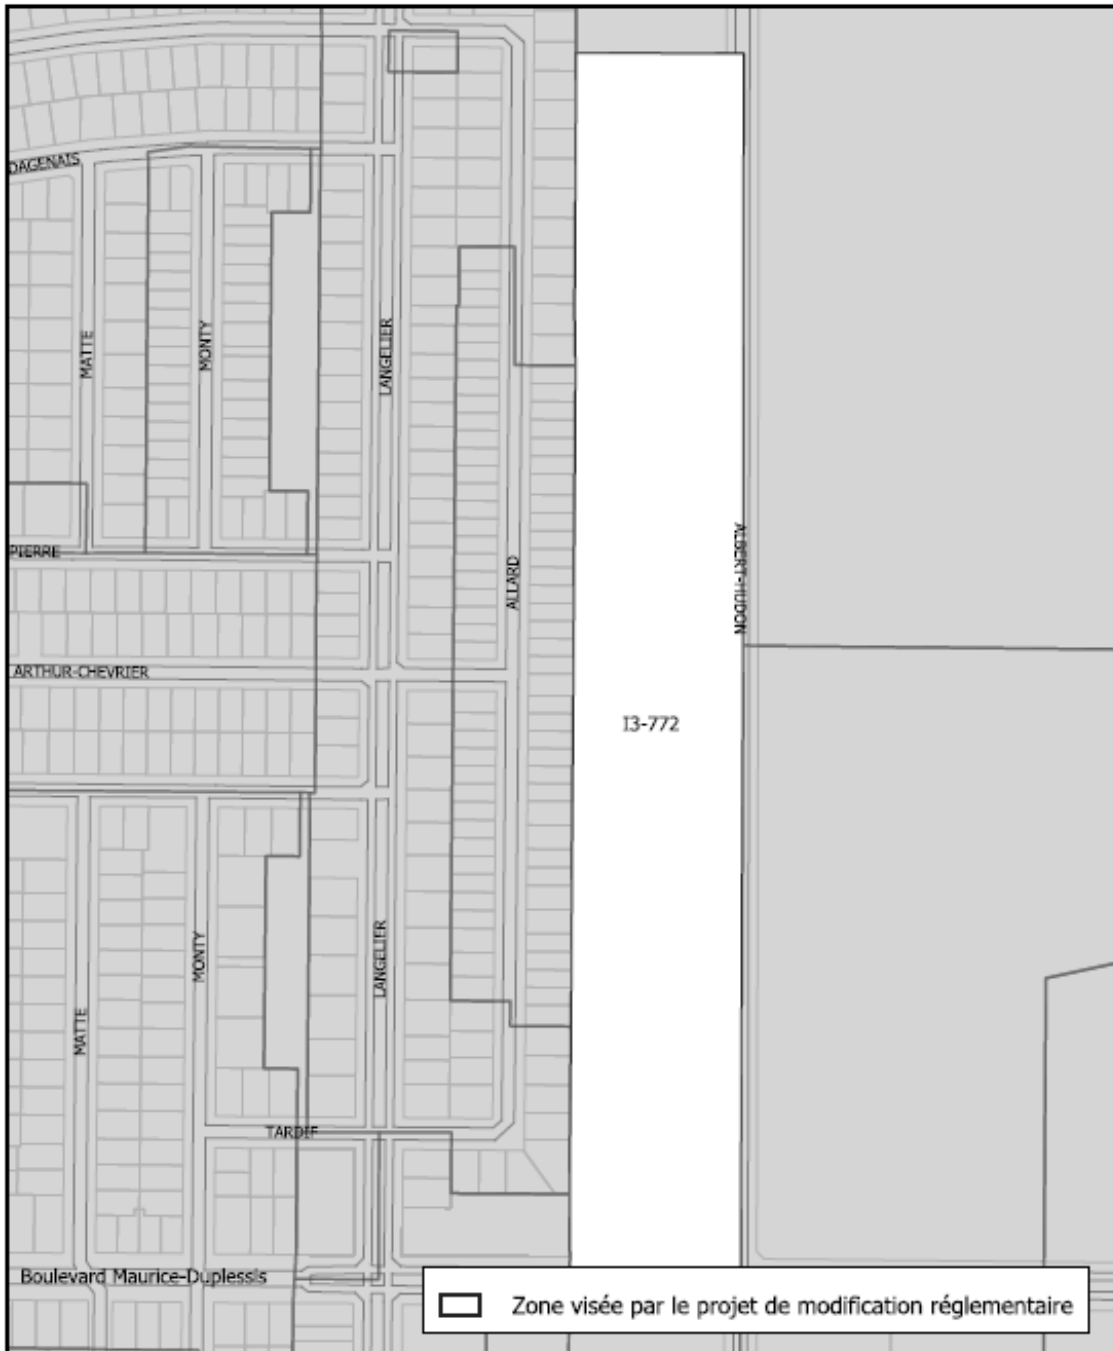 DAGENAIS
MATTE
MONTY
LANGELIER
PIERRE
ALLARD
ALBERT-HUDON
ARTHUR-CHEVRIER
I3-772
MONTY
LANGELIER
MATTE
TARDIF
Boulevard Maurice-Duplessis
Zone visée par le projet de modification réglementaire